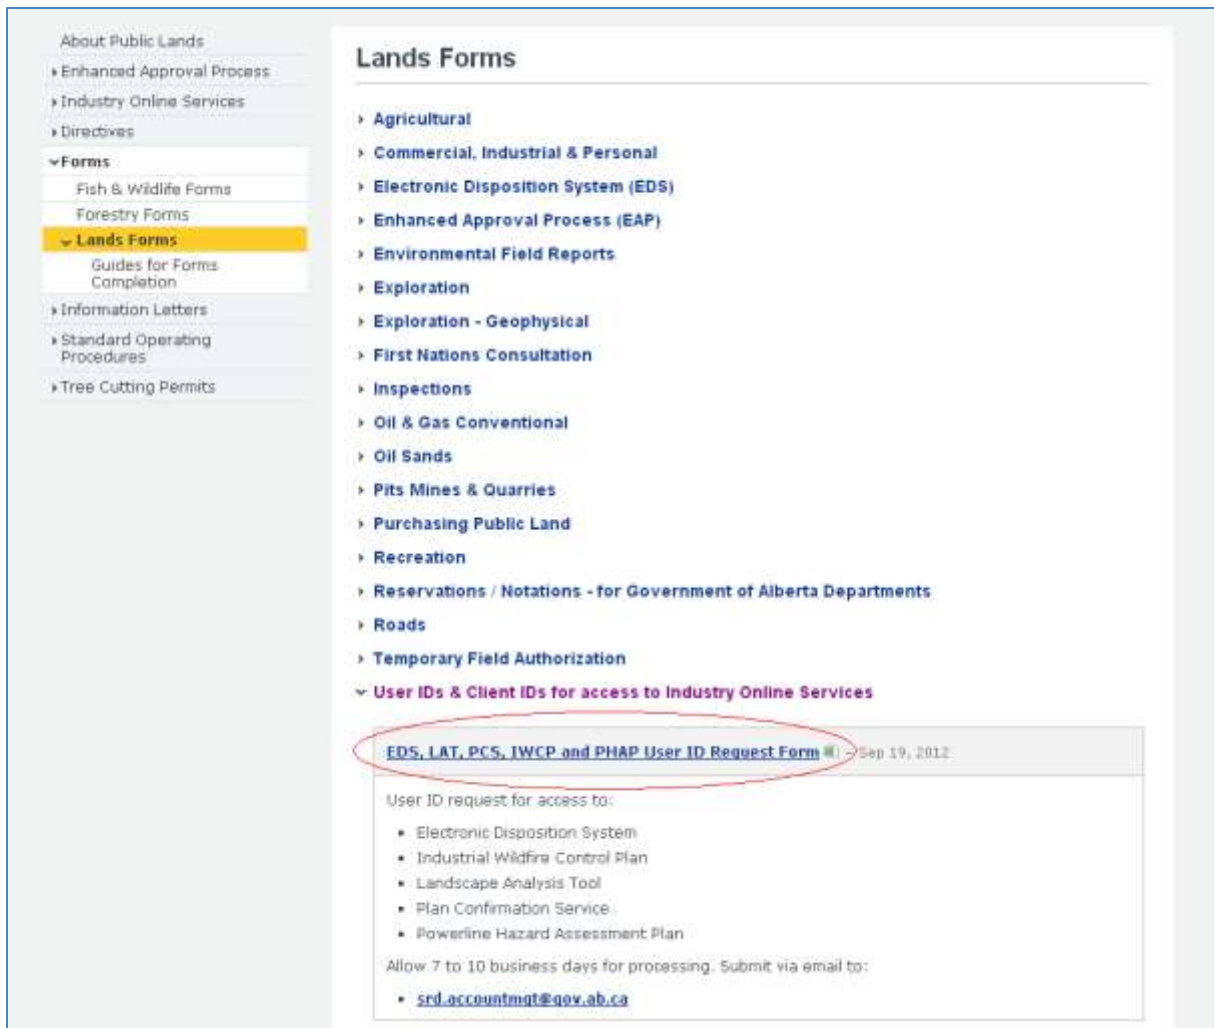 About Public Lands
Enhanced Approval Process
Industry Online Services
Directives
Forms
Fish & Wildlife Forms
Forestry Forms
Lands Forms
Guides for Forms
Completion
Information Letters
Standard Operating
Procedures
Tree Cutting Permits
Lands Forms
Agricultural
Commercial, Industrial & Personal
Electronic Disposition System (EDS)
Enhanced Approval Process (EAP)
Environmental Field Reports
Exploration
Exploration - Geophysical
First Nations Consultation
Inspections
Oil & Gas Conventional
Oil Sands
Pits Mines & Quarries
Purchasing Public Land
Recreation
Reservations / Notations - for Government of Alberta Departments
Roads
Temporary Field Authorization
User IDs & Client IDs for access to Industry Online Services
EDS, LAT, PCS, IWCP and PHAP User ID Request Form - Sep 19, 2012
User ID request for access to:
• Electronic Disposition System
• Industrial Wildfire Control Plan
• Landscape Analysis Tool
• Plan Confirmation Service
• Powerline Hazard Assessment Plan
Allow 7 to 10 business days for processing. Submit via email to:
• srd.accountmgt@gov.ab.ca